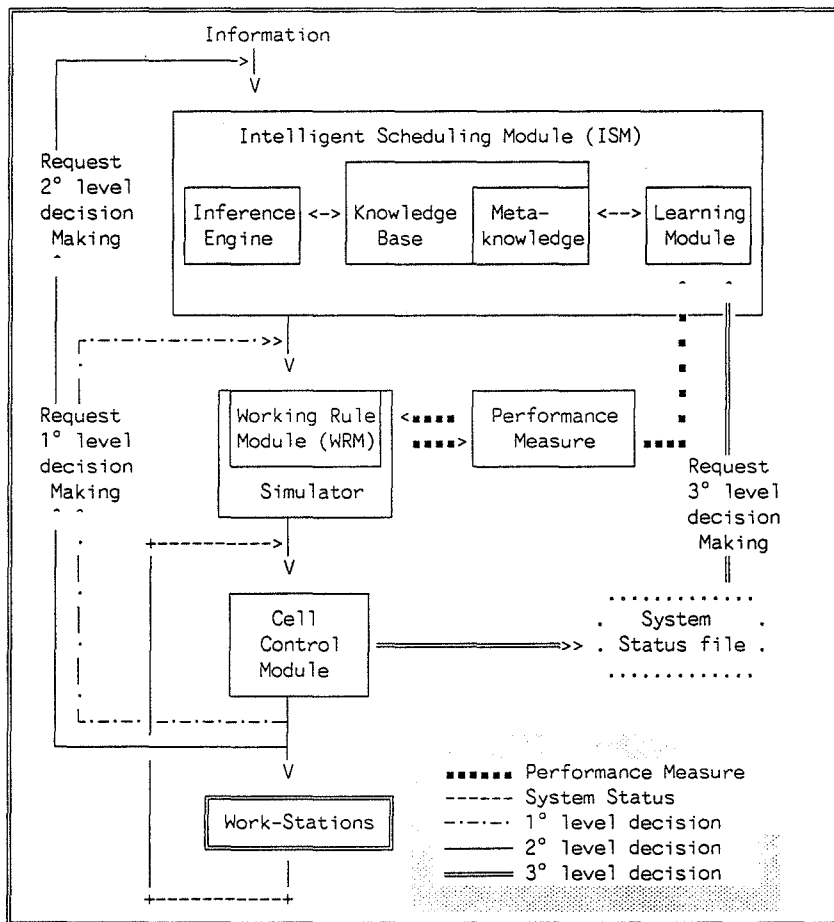 Information
Intelligent Scheduling Module (ISM)
Request
2° level
decision
Making
Inference
Engine
<->
Knowledge
Base
Meta-
knowledge
<-->
Learning
Module
Request
1° level
decision
Making
Working Rule
Module (WRM)
Simulator
Performance
Measure
Request
3° level
decision
Making
Cell
Control
Module
System
Status file
Work-Stations
Performance Measure
System Status
1° level decision
2° level decision
3° level decision